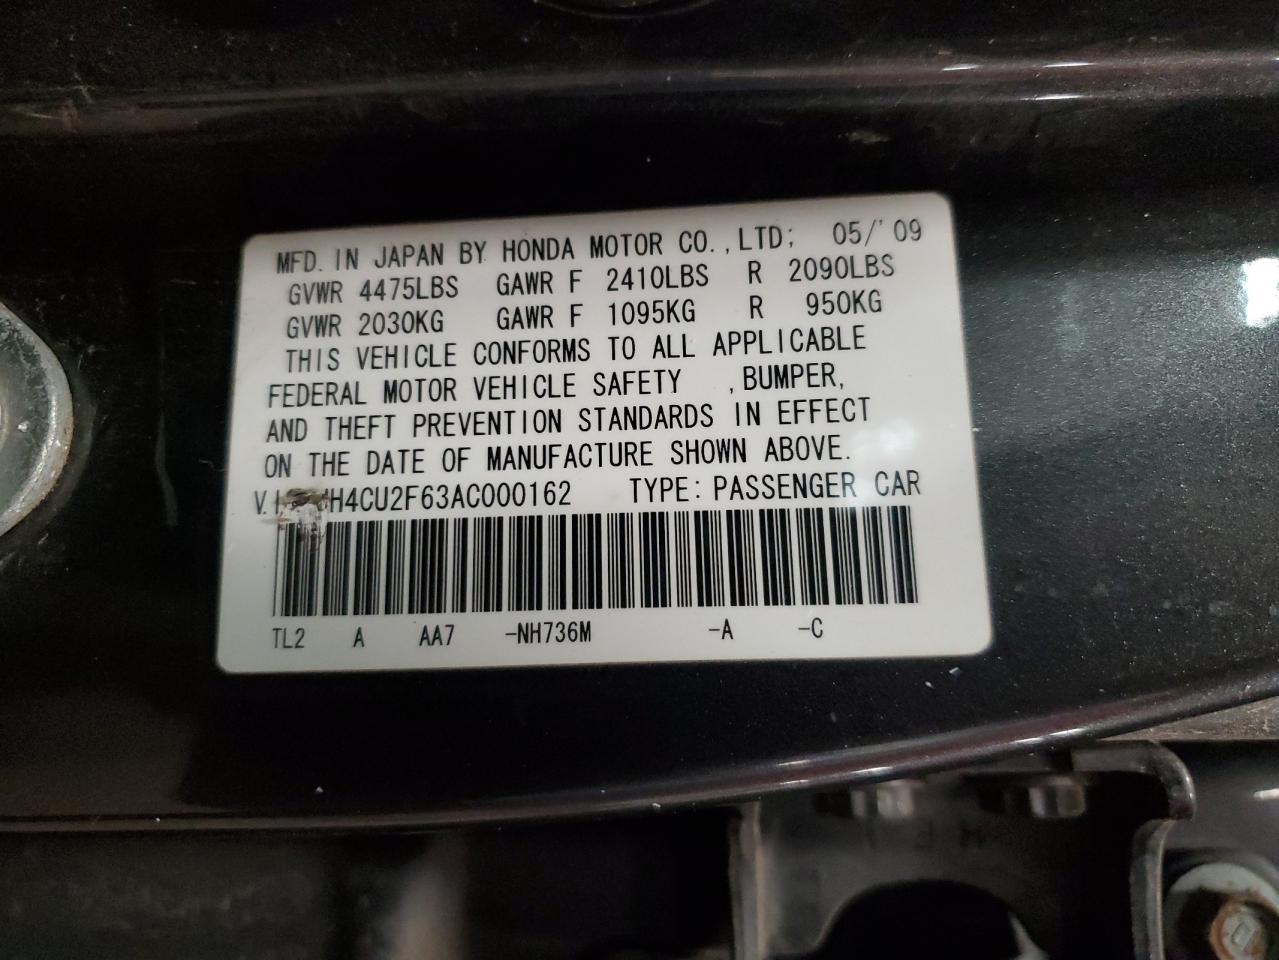 MFD. IN JAPAN BY HONDA MOTOR CO., LTD; 05/'09
GVWR 4475LBS GAWR F 2410LBS R 2090LBS
GVWR 2030KG GAWR F 1095KG R 950KG
THIS VEHICLE CONFORMS TO ALL APPLICABLE
FEDERAL MOTOR VEHICLE SAFETY , BUMPER,
AND THEFT PREVENTION STANDARDS IN EFFECT
ON THE DATE OF MANUFACTURE SHOWN ABOVE.
H4CU2F63AC000162 TYPE: PASSENGER CAR
TL2 A AA7 -NH736M -A -C